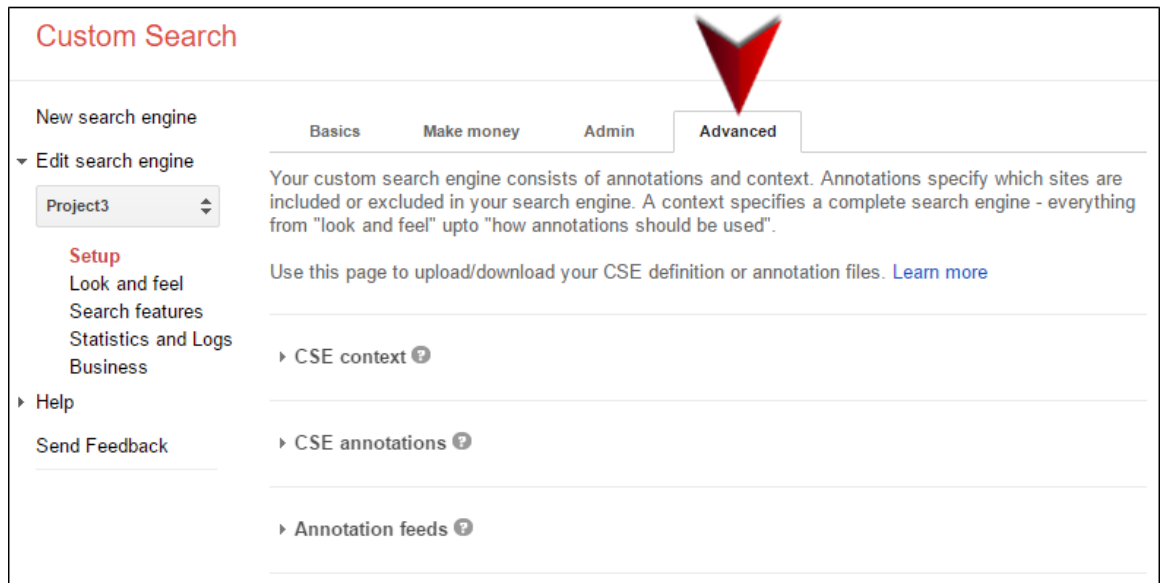 Custom Search
New search engine
Edit search engine
Project3
Setup
Look and feel
Search features
Statistics and Logs
Business
Help
Send Feedback
Basics Make money Admin Advanced
Your custom search engine consists of annotations and context. Annotations specify which sites are
included or excluded in your search engine. A context specifies a complete search engine - everything
from "look and feel" upto "how annotations should be used".
Use this page to upload/download your CSE definition or annotation files. Learn more
CSE context ?
CSE annotations ?
Annotation feeds ?